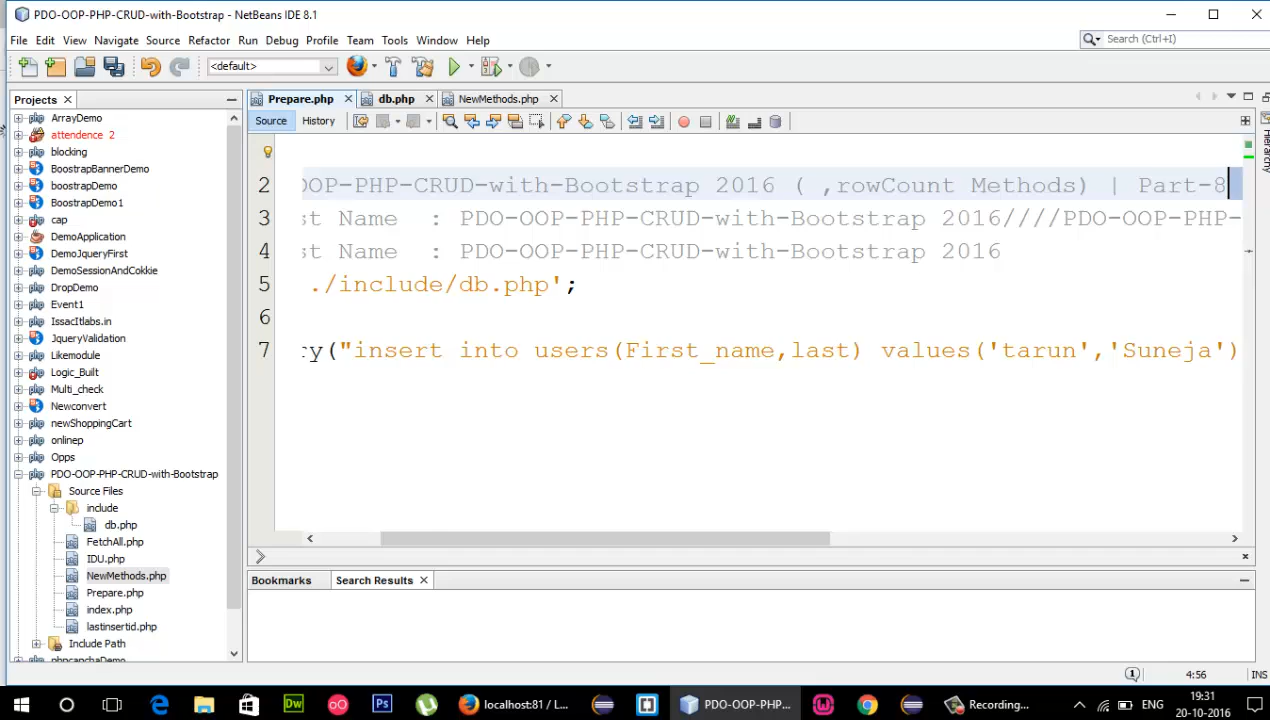 PDO-OOP-PHP-CRUD-with-Bootstrap - NetBeans IDE 8.1
File Edit View Navigate Source Refactor Run Debug Profile Team Tools Window Help
Search (Ctrl+I)
<default>
Projects
Prepare.php
db.php
NewMethods.php
Source
History
ArrayDemo
attendence 2
blocking
BoostrapBannerDemo
boostrapDemo
BoostrapDemo1
cap
DemoApplication
DemoJqueryFirst
DemoSessionAndCokkie
DropDemo
Event1
IssacItlabs.in
JqueryValidation
Likemodule
Logic_Built
Multi_check
Newconvert
newShoppingCart
onlinep
Opps
PDO-OOP-PHP-CRUD-with-Bootstrap
Source Files
include
db.php
FetchAll.php
IDU.php
NewMethods.php
Prepare.php
index.php
lastinsertid.php
Include Path
phpcanchaDemo
2 OOP-PHP-CRUD-with-Bootstrap 2016 ( ,rowCount Methods) | Part-8
3 st Name : PDO-OOP-PHP-CRUD-with-Bootstrap 2016////PDO-OOP-PHP-
4 st Name : PDO-OOP-PHP-CRUD-with-Bootstrap 2016
5 ./include/db.php';
6
7 ry("insert into users(First_name,last) values('tarun','Suneja')
Hierarchy
Bookmarks
Search Results
1
4:56
INS
localhost:81 / L...
PDO-OOP-PHP...
Recording...
ENG
19:31
20-10-2016